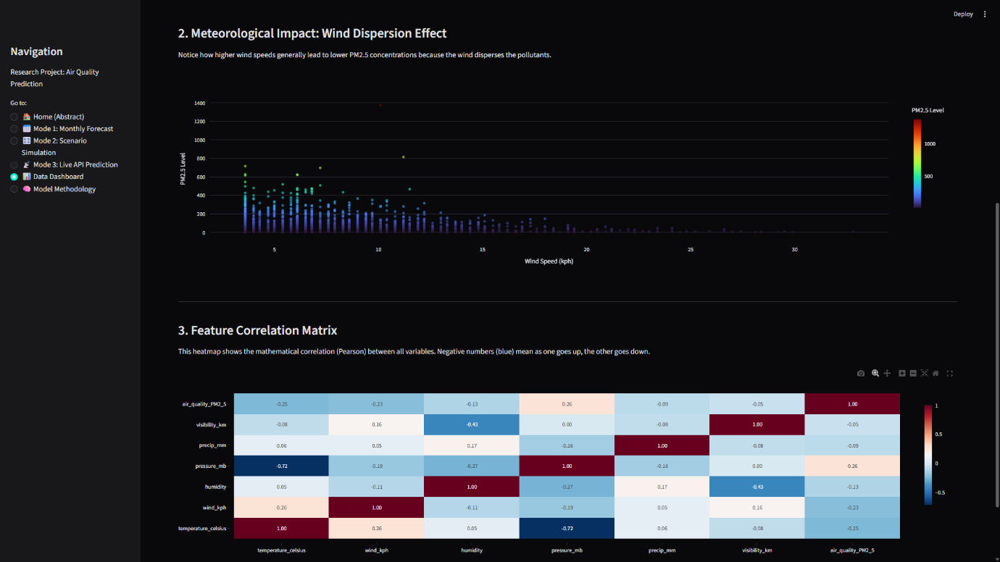 Deploy
Navigation
Research Project: Air Quality
Prediction
Go to:
Home (Abstract)
Mode 1: Monthly Forecast
Mode 2: Scenario
Simulation
Mode 3: Live API Prediction
Data Dashboard
Model Methodology
2. Meteorological Impact: Wind Dispersion Effect
Notice how higher wind speeds generally lead to lower PM2.5 concentrations because the wind disperses the pollutants.
PM2.5 Level
1400
1200
1000
800
600
400
200
0
5 10 15 20 25 30
Wind Speed (kph)
PM2.5 Level
1000
500
3. Feature Correlation Matrix
This heatmap shows the mathematical correlation (Pearson) between all variables. Negative numbers (blue) mean as one goes up, the other goes down.
air_quality_PM2_5 -0.25 -0.23 -0.13 0.26 -0.09 -0.05 1.00
visibility_km -0.08 0.16 -0.43 0.00 -0.08 1.00 -0.05
precip_mm 0.06 0.05 0.17 -0.16 1.00 -0.08 -0.09
pressure_mb -0.72 -0.19 -0.27 1.00 -0.16 0.00 0.26
humidity 0.05 -0.11 1.00 -0.27 0.17 -0.43 -0.13
wind_kph 0.26 1.00 -0.11 -0.19 0.05 0.16 -0.23
temperature_celsius 1.00 0.26 0.05 -0.72 0.06 -0.08 -0.25
temperature_celsius wind_kph humidity pressure_mb precip_mm visibility_km air_quality_PM2_5
1
0.5
0
−0.5